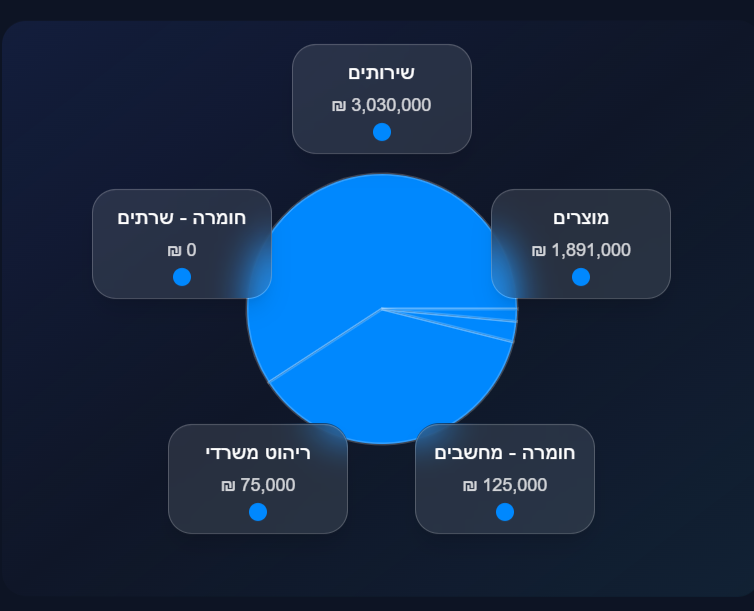 שירותים
3,030,000 ₪
מוצרים
1,891,000 ₪
חומרה - שרתים
0 ₪
חומרה - מחשבים
125,000 ₪
ריהוט משרדי
75,000 ₪